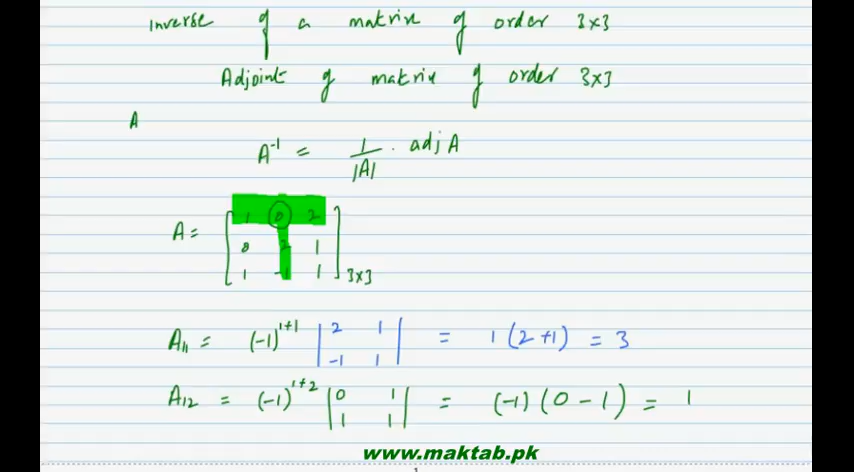 Inverse of a matrix of order 3x3
Adjoint of matrix of order 3x3
A
A⁻¹ = 1/|A| . adj A
A = [1 0 2
0 2 1
1 -1 1]3x3
A11 = (-1)^1+1 |2 1
-1 1| = 1(2+1) = 3
A12 = (-1)^1+2 |0 1
1 1| = (-1)(0-1) = 1
www.maktab.pk